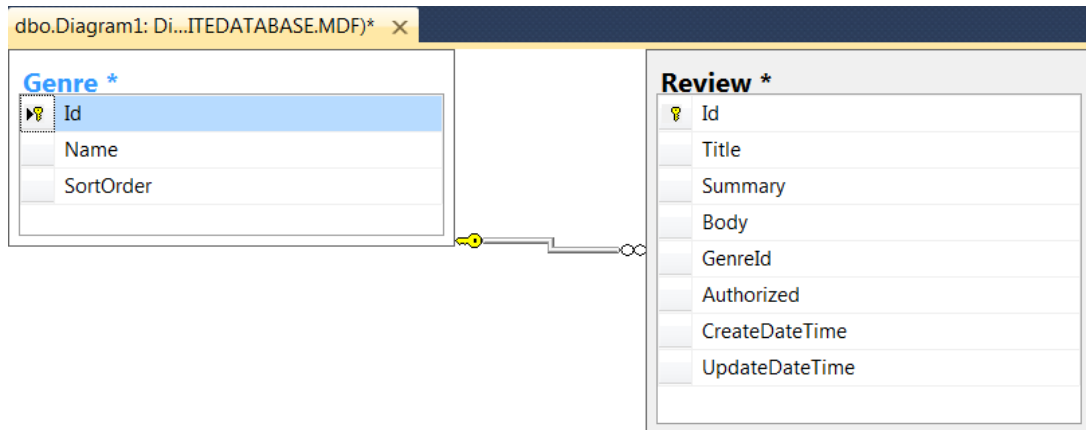 dbo.Diagram1: Di...ITEDATABASE.MDF)* ×
Genre *
Id
Name
SortOrder
Review *
Id
Title
Summary
Body
GenreId
Authorized
CreateDateTime
UpdateDateTime